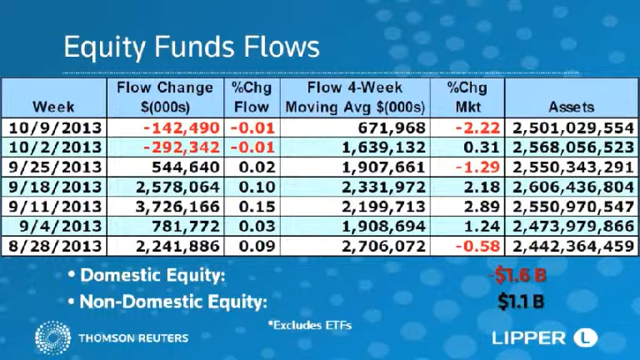 Equity Funds Flows
Week Flow Change $(000s) %Chg Flow Flow 4-Week Moving Avg $(000s) %Chg Mkt Assets
10/9/2013 -142,490 -0.01 671,968 -2.22 2,501,029,554
10/2/2013 -292,342 -0.01 1,639,132 0.31 2,568,056,523
9/25/2013 544,640 0.02 1,907,661 -1.29 2,550,343,291
9/18/2013 2,578,064 0.10 2,331,972 2.18 2,606,436,804
9/11/2013 3,726,166 0.15 2,199,713 2.89 2,550,970,547
9/4/2013 781,772 0.03 1,908,694 1.24 2,473,979,866
8/28/2013 2,241,886 0.09 2,706,072 -0.58 2,442,364,459
• Domestic Equity: -$1.6 B
• Non-Domestic Equity: $1.1 B
*Excludes ETFs
THOMSON REUTERS LIPPER L